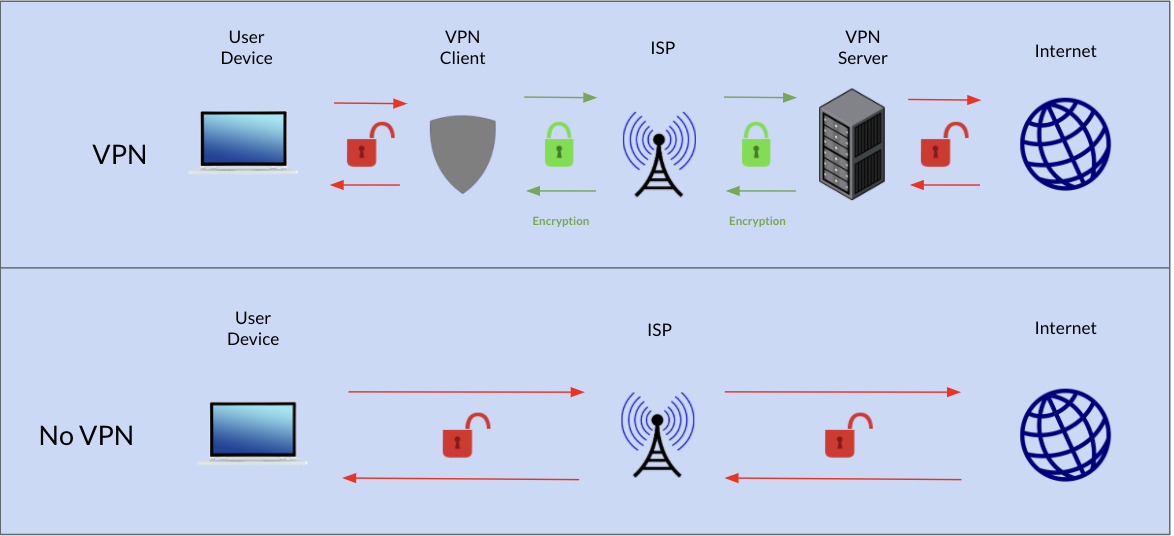 User
Device
VPN
Client
ISP
VPN
Server
Internet
VPN
Encryption
Encryption
User
Device
ISP
Internet
No VPN